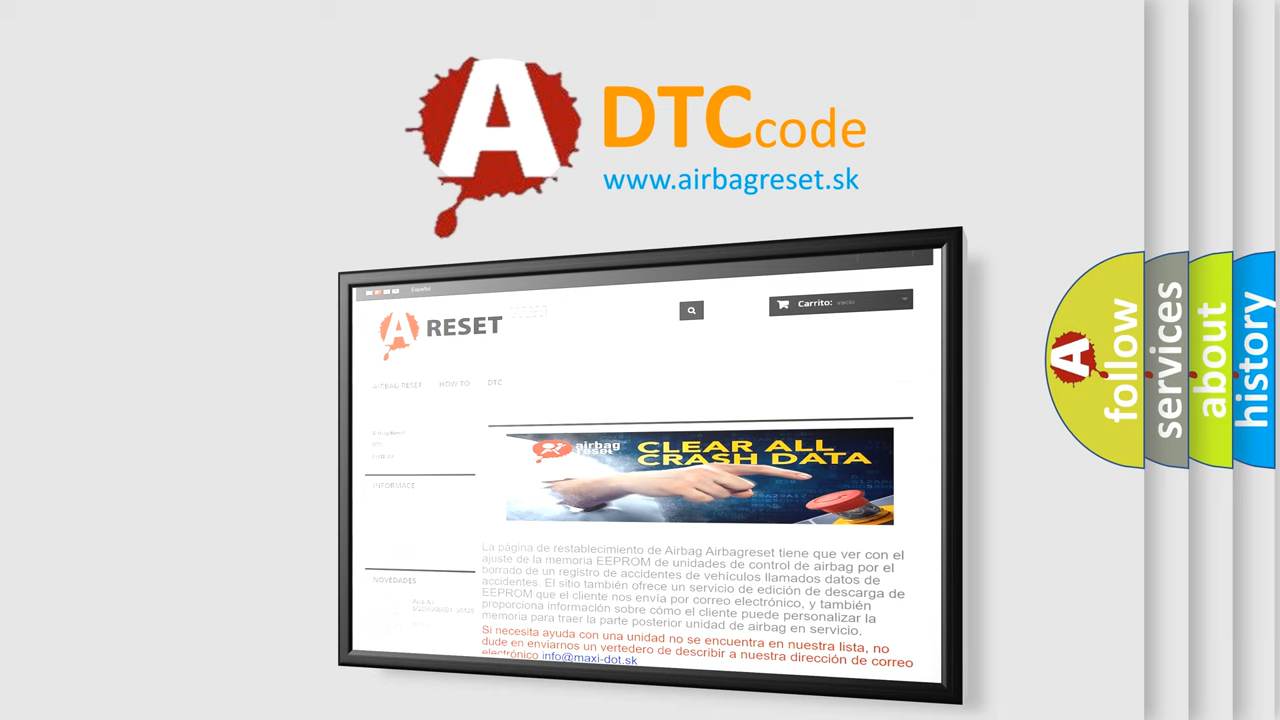 A DTC code
www.airbagreset.sk
Español
A RESET
Carrito: vacío
AIRBAG RESET HOW TO DTC
INFORMACE
NOVEDADES
airbag
reset
CLEAR ALL
CRASH DATA
La página de restablecimiento de Airbag Airbagreset tiene que ver con el
ajuste de la memoria EEPROM de unidades de control de airbag por el
borrado de un registro de accidentes de vehículos llamados datos de
accidentes. El sitio también ofrece un servicio de edición de descarga de
EEPROM que el cliente nos envía por correo electrónico, y también
proporciona información sobre cómo el cliente puede personalizar la
memoria para traer la parte posterior unidad de airbag en servicio.
Si necesita ayuda con una unidad no se encuentra en nuestra lista, no
dude en enviarnos un vertedero de describir a nuestra dirección de correo
electrónico info@maxi-dot.sk
A follow
services
about
history